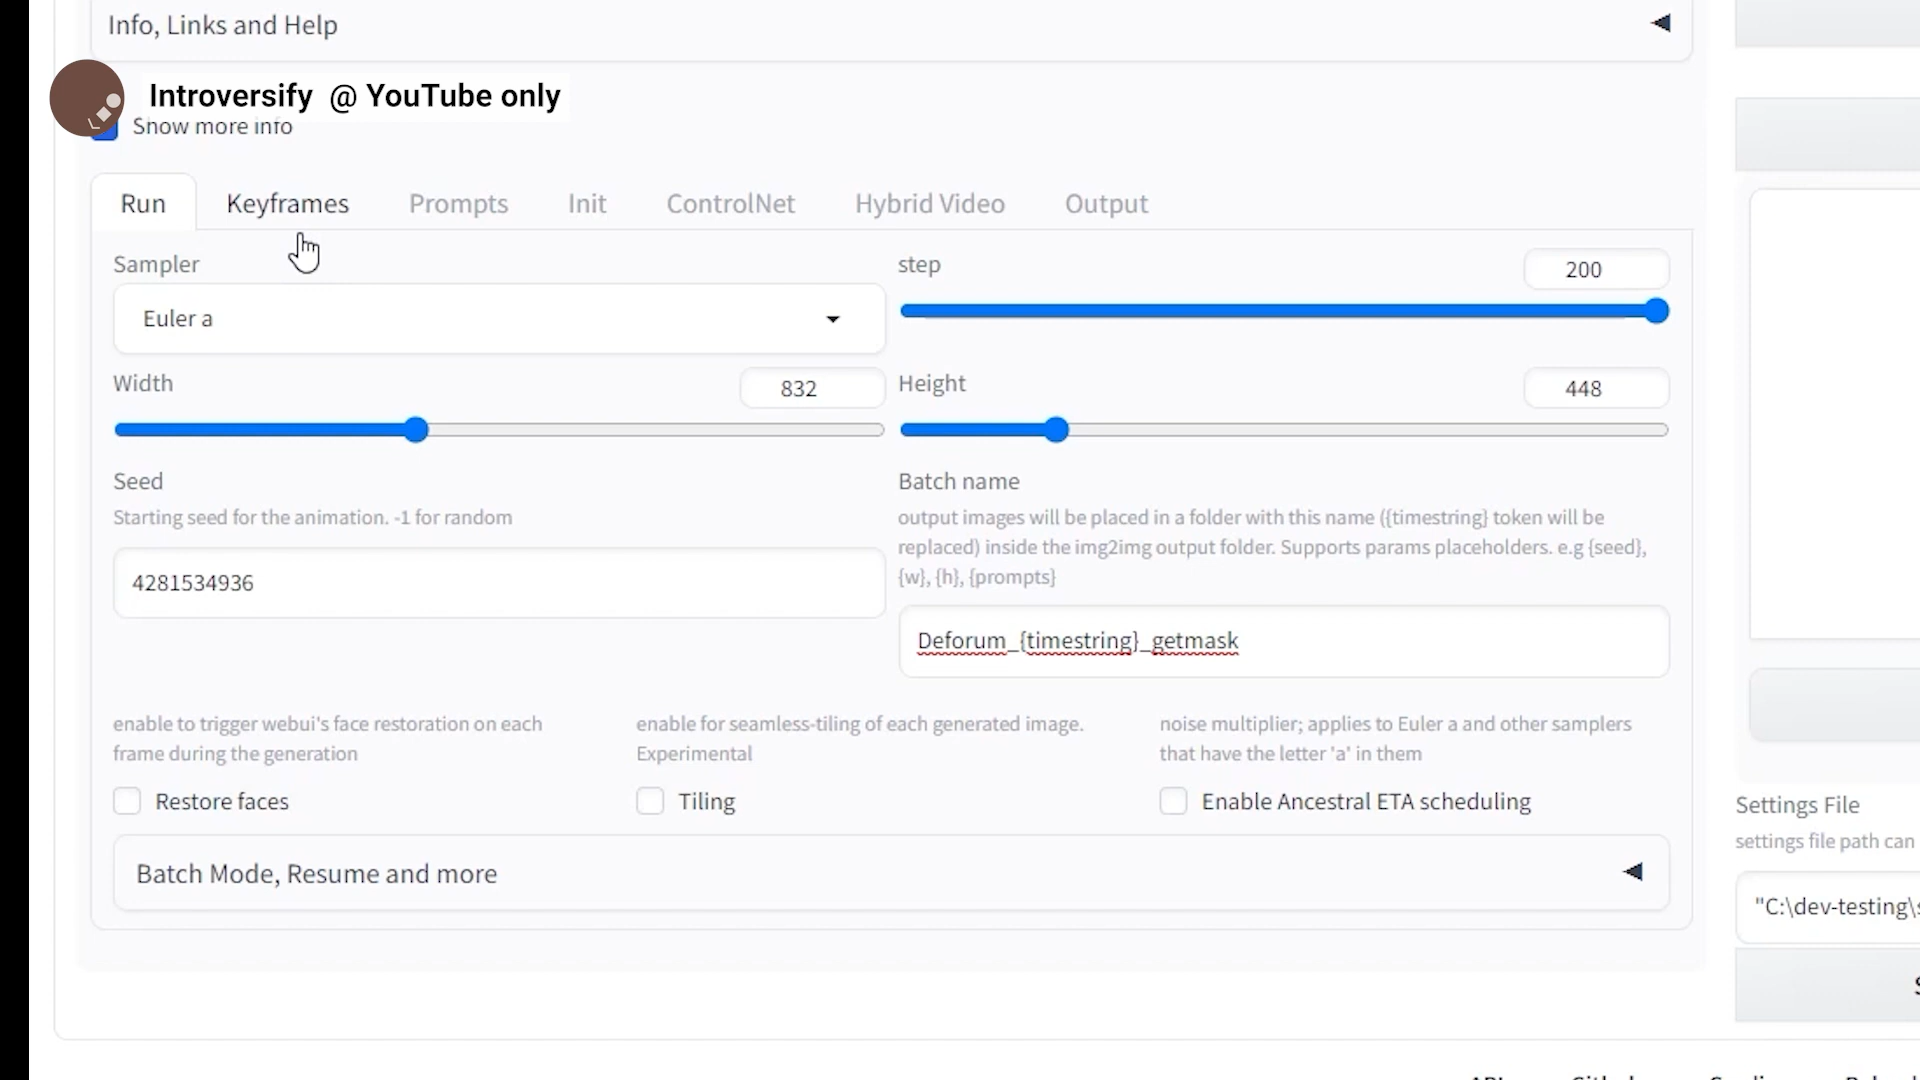 Info, Links and Help
Introversify @ YouTube only
Show more info
Run Keyframes Prompts Init ControlNet Hybrid Video Output
Sampler
step
200
Euler a
Width
832
Height
448
Seed
Starting seed for the animation. -1 for random
4281534936
Batch name
output images will be placed in a folder with this name ({timestring} token will be
replaced) inside the img2img output folder. Supports params placeholders. e.g {seed},
{w}, {h}, {prompts}
Deforum_{timestring}_getmask
enable to trigger webui's face restoration on each
frame during the generation
Restore faces
enable for seamless-tiling of each generated image.
Experimental
Tiling
noise multiplier; applies to Euler a and other samplers
that have the letter 'a' in them
Enable Ancestral ETA scheduling
Batch Mode, Resume and more
Settings File
settings file path can
"C:\dev-testing\